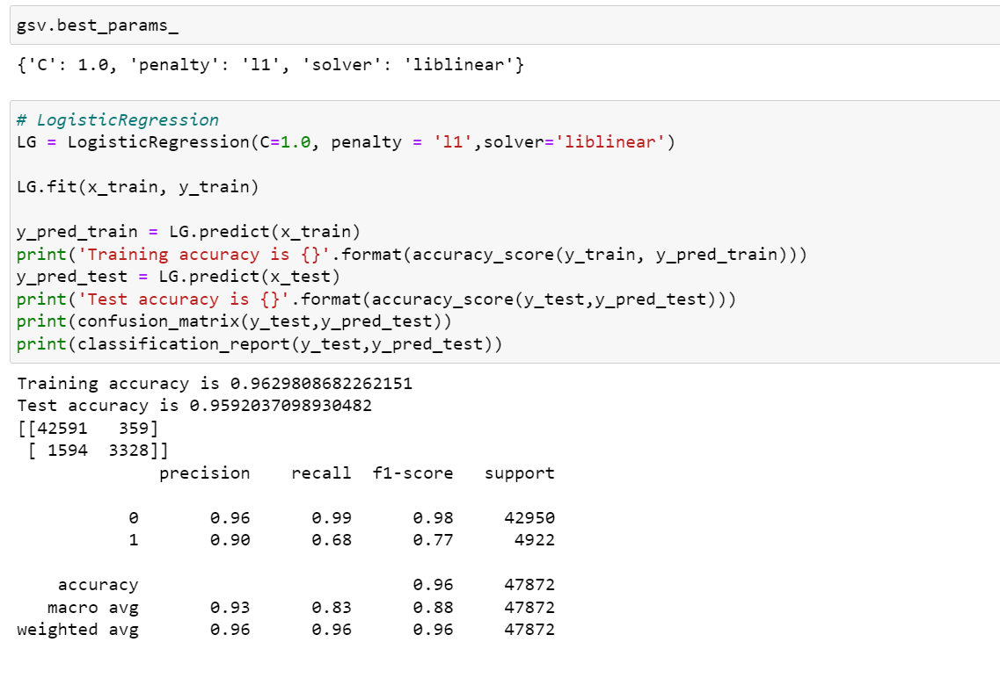 gsv.best_params_
{'C': 1.0, 'penalty': 'l1', 'solver': 'liblinear'}
# LogisticRegression
LG = LogisticRegression(C=1.0, penalty = 'l1',solver='liblinear')
LG.fit(x_train, y_train)
y_pred_train = LG.predict(x_train)
print('Training accuracy is {}'.format(accuracy_score(y_train, y_pred_train)))
y_pred_test = LG.predict(x_test)
print('Test accuracy is {}'.format(accuracy_score(y_test,y_pred_test)))
print(confusion_matrix(y_test,y_pred_test))
print(classification_report(y_test,y_pred_test))
Training accuracy is 0.9629808682262151
Test accuracy is 0.9592037098930482
[[42591   359]
 [ 1594  3328]]
              precision    recall  f1-score   support
           0       0.96      0.99      0.98     42950
           1       0.90      0.68      0.77      4922
    accuracy                           0.96     47872
   macro avg       0.93      0.83      0.88     47872
weighted avg       0.96      0.96      0.96     47872